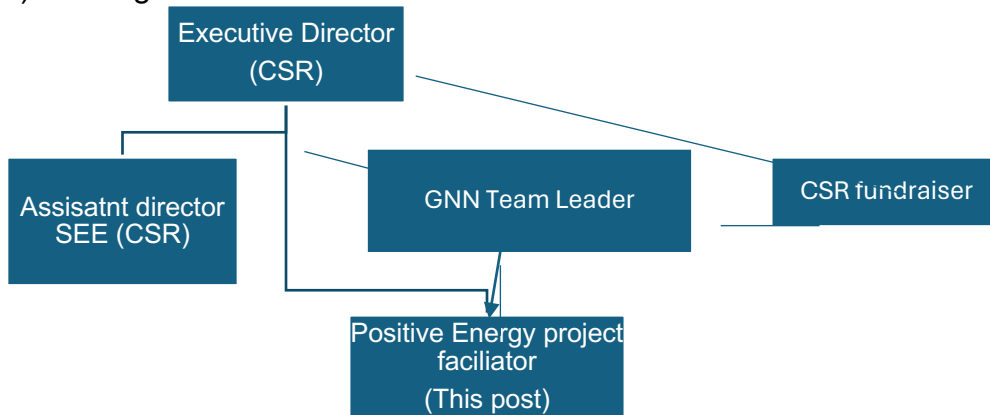 Executive Director
(CSR)
Assisatnt director
SEE (CSR)
GNN Team Leader
CSR fundraiser
Positive Energy project
faciliator
(This post)